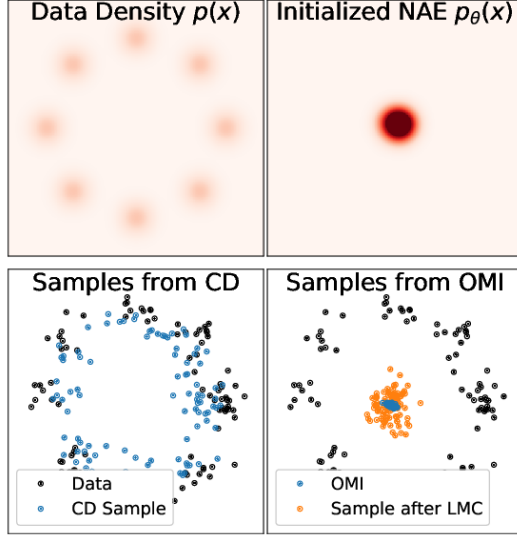 Data Density p(x)
Initialized NAE pθ(x)
Samples from CD
Samples from OMI
Data
CD Sample
OMI
Sample after LMC